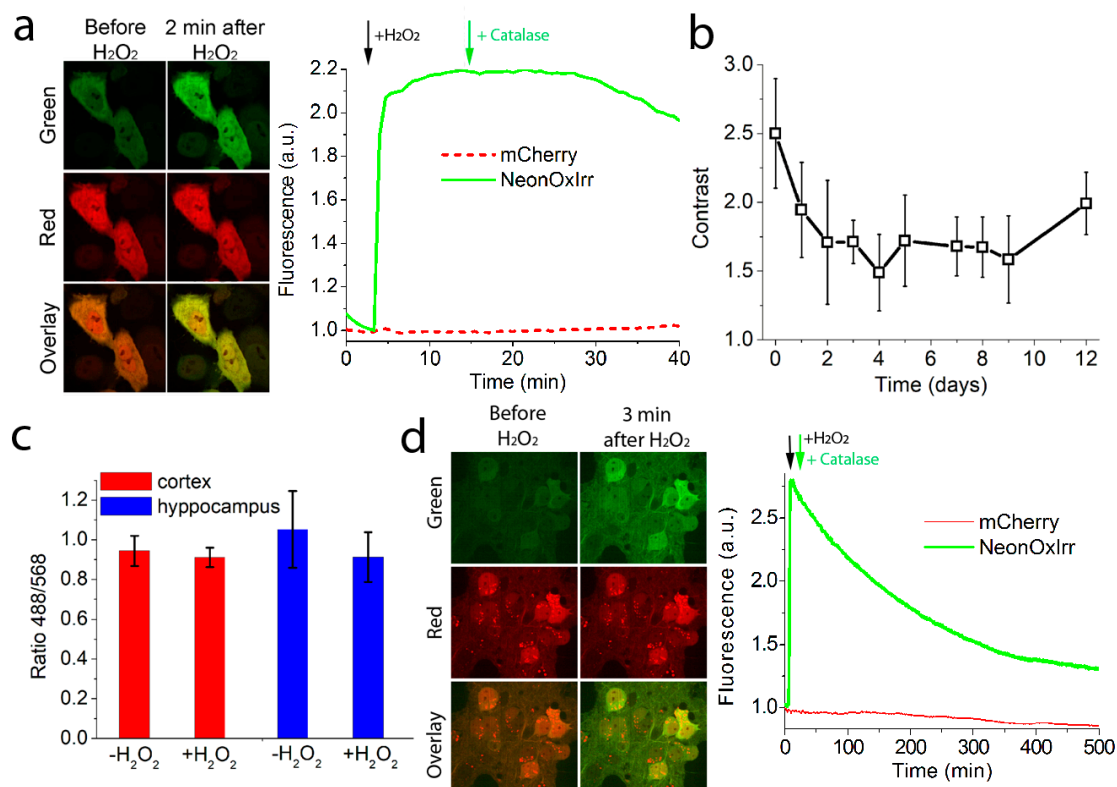 a
Before
H₂O₂
2 min after
H₂O₂
Green
Red
Overlay
+H₂O₂
+ Catalase
Fluorescence (a.u.)
2.2
2.0
1.8
1.6
1.4
1.2
1.0
mCherry
NeonOxIrr
0 10 20 30 40
Time (min)
b
Contrast
3.0
2.5
2.0
1.5
1.0
0 2 4 6 8 10 12
Time (days)
c
cortex
hyppocampus
Ratio 488/568
1.2
1.0
0.8
0.6
0.4
0.2
0.0
-H₂O₂ +H₂O₂ -H₂O₂ +H₂O₂
d
Before
H₂O₂
3 min
after H₂O₂
Green
Red
Overlay
+H₂O₂
+ Catalase
Fluorescence (a.u.)
2.5
2.0
1.5
1.0
mCherry
NeonOxIrr
0 100 200 300 400 500
Time (min)